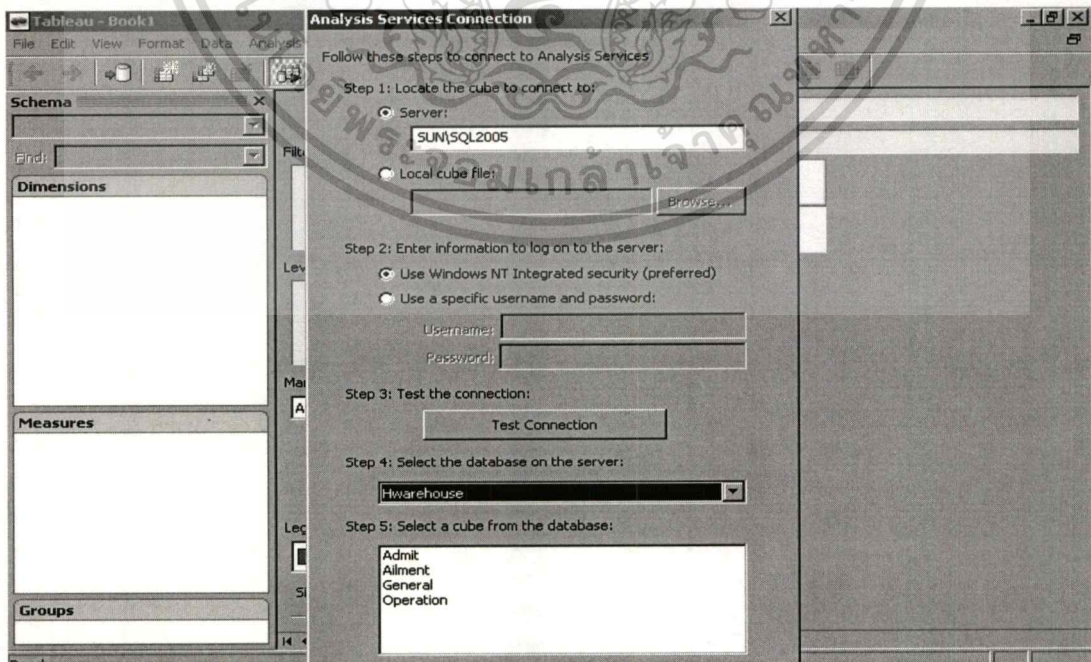 Tableau - Book1
File Edit View Format Data Analysis
Schema
Find:
Dimensions
Measures
Groups
Analysis Services Connection
Follow these steps to connect to Analysis Services
Step 1: Locate the cube to connect to:
Server:
SUN\SQL2005
Local cube file:
Browse...
Step 2: Enter information to log on to the server:
Use Windows NT Integrated security (preferred)
Use a specific username and password:
Username:
Password:
Step 3: Test the connection:
Test Connection
Step 4: Select the database on the server:
Hwarehouse
Step 5: Select a cube from the database:
Admit
Ailment
General
Operation